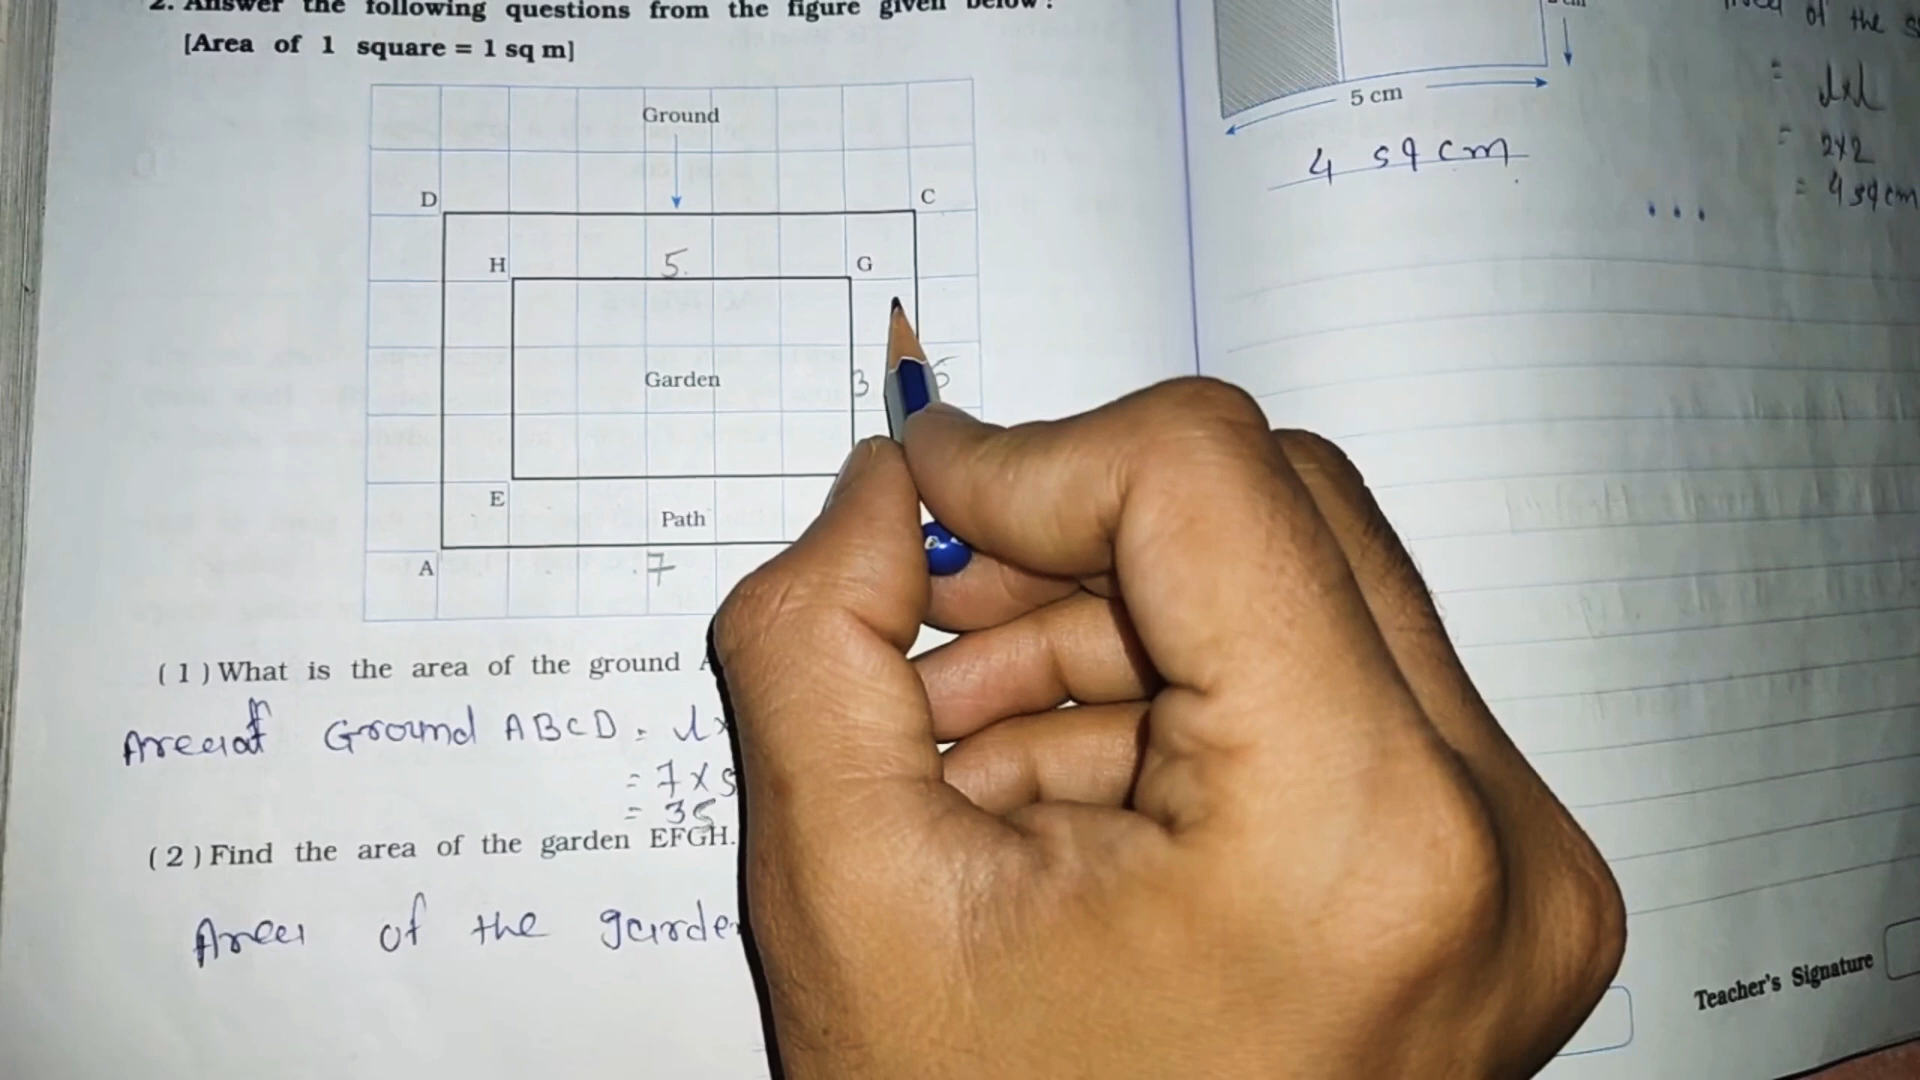 2. Answer the following questions from the figure given below:
[Area of 1 square = 1 sq m]
Ground
D
C
H
5
G
Garden
3
5
E
Path
A
7
(1) What is the area of the ground
Area of Ground ABCD = l×
= 7 × 5
= 35
(2) Find the area of the garden EFGH.
Area of the garden
cm
5 cm
4 sq cm
of the
= l×l
= 2×2
= 4 sq cm
Teacher's Signature